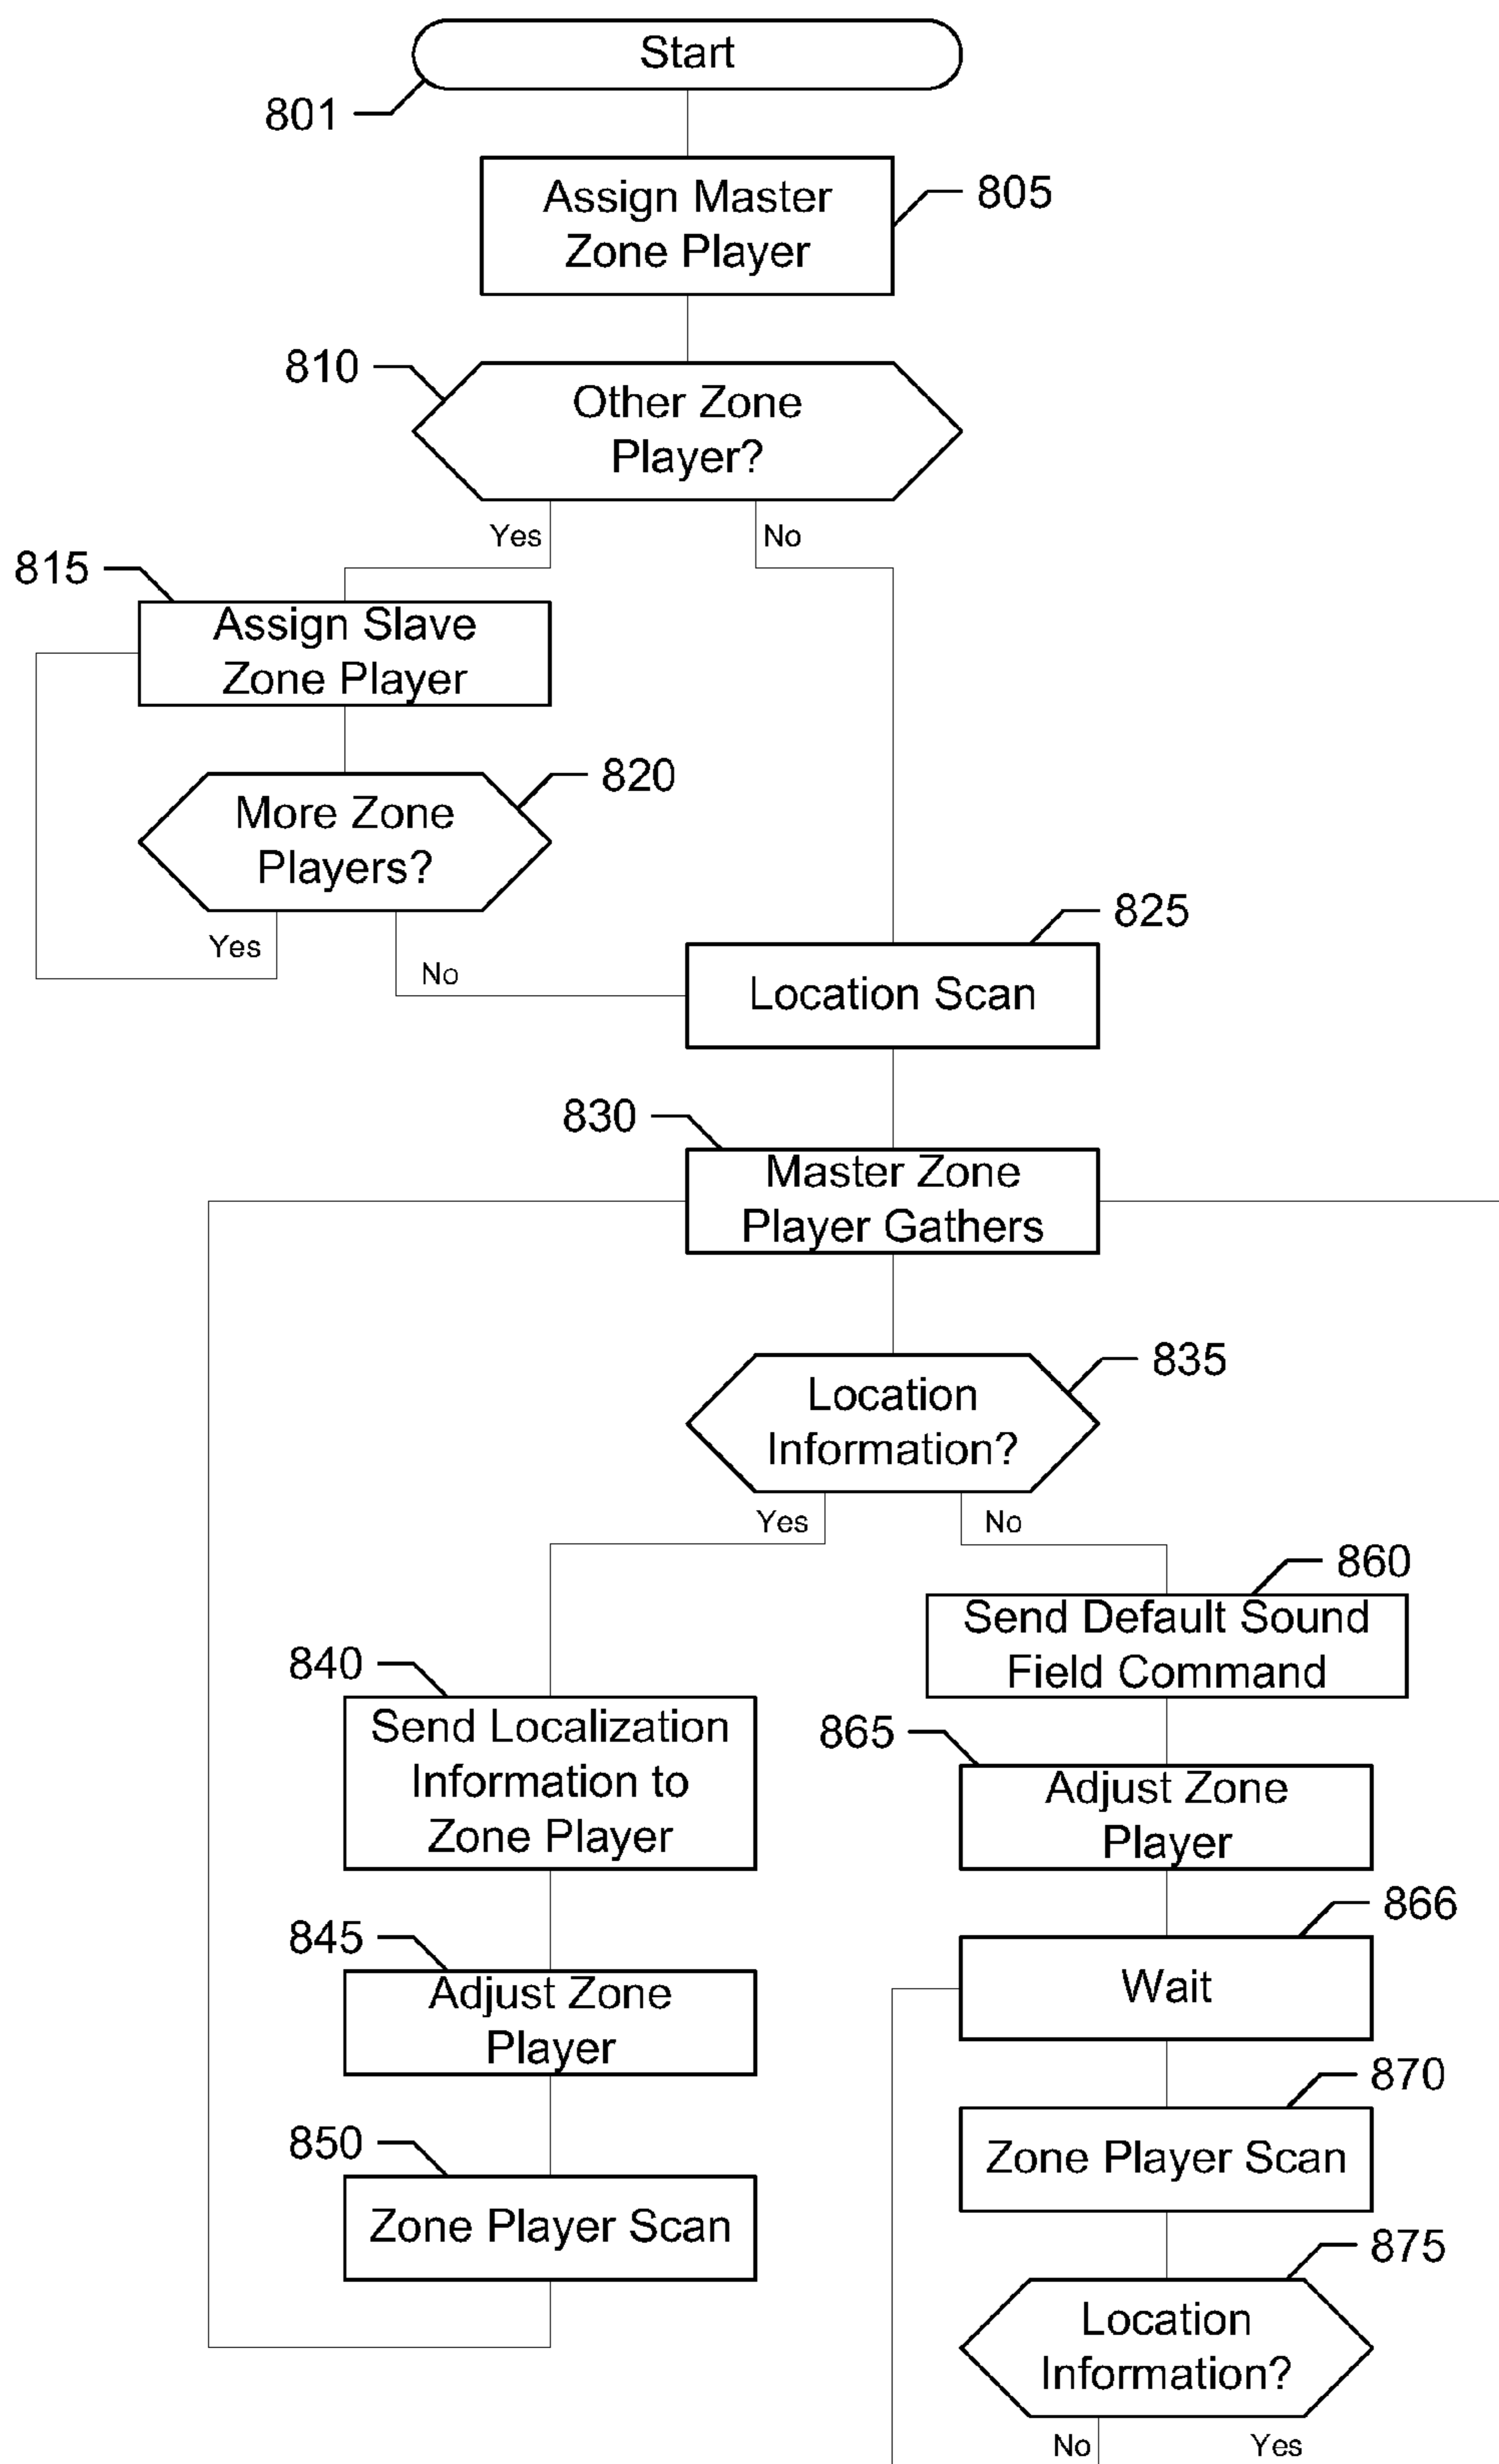 Start
801
Assign Master
Zone Player
805
810
Other Zone
Player?
Yes
No
815
Assign Slave
Zone Player
820
More Zone
Players?
Yes
No
825
Location Scan
830
Master Zone
Player Gathers
835
Location
Information?
Yes
No
860
Send Default Sound
Field Command
840
Send Localization
Information to
Zone Player
865
Adjust Zone
Player
866
Wait
845
Adjust Zone
Player
870
Zone Player Scan
850
Zone Player Scan
875
Location
Information?
No
Yes